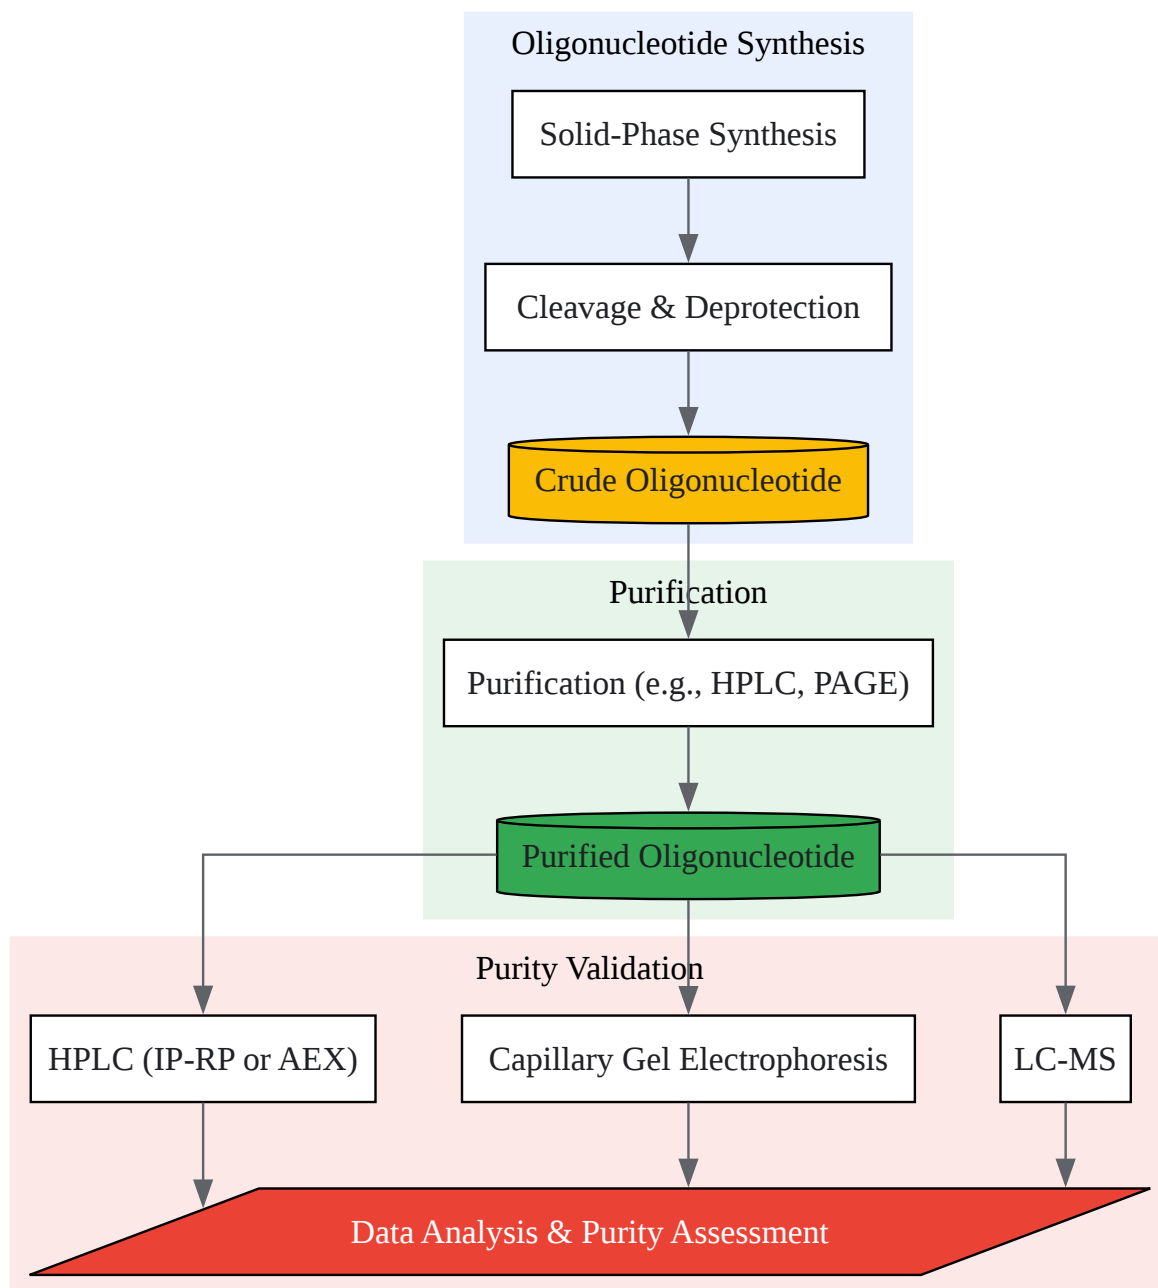 Oligonucleotide Synthesis
Solid-Phase Synthesis
Cleavage & Deprotection
Crude Oligonucleotide
Purification
Purification (e.g., HPLC, PAGE)
Purified Oligonucleotide
Purity Validation
HPLC (IP-RP or AEX)
Capillary Gel Electrophoresis
LC-MS
Data Analysis & Purity Assessment